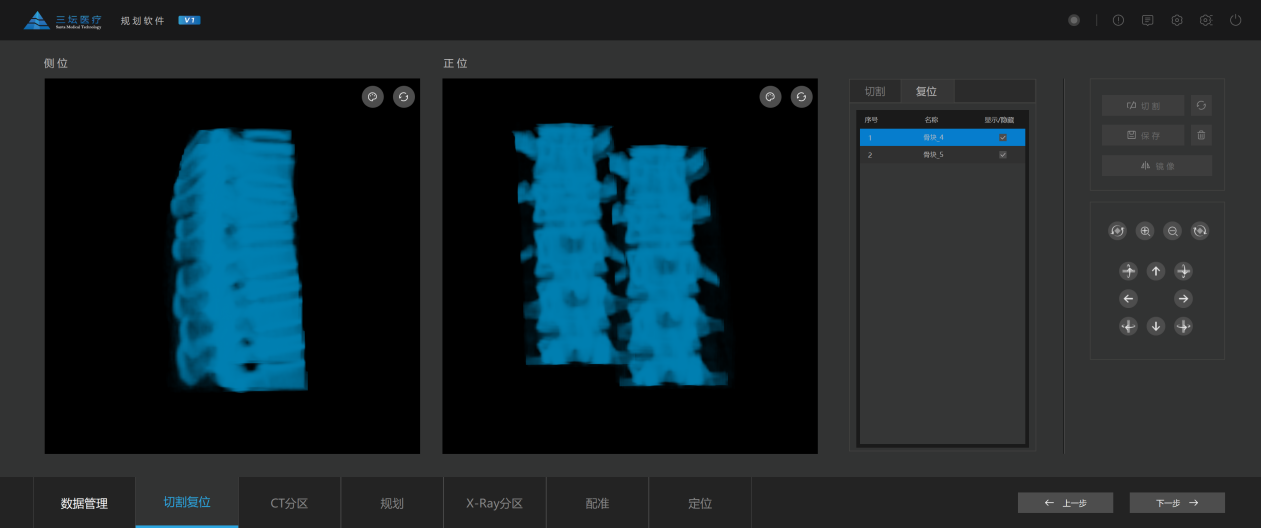 三坛医疗
Santan Medical Technology
规划软件
V1
侧位
正位
切割 复位
序号 名称 显示/隐藏
1 骨块_4
2 骨块_5
切割
保存
镜像
数据管理 切割复位 CT分区 规划 X-Ray分区 配准 定位
上一步 下一步